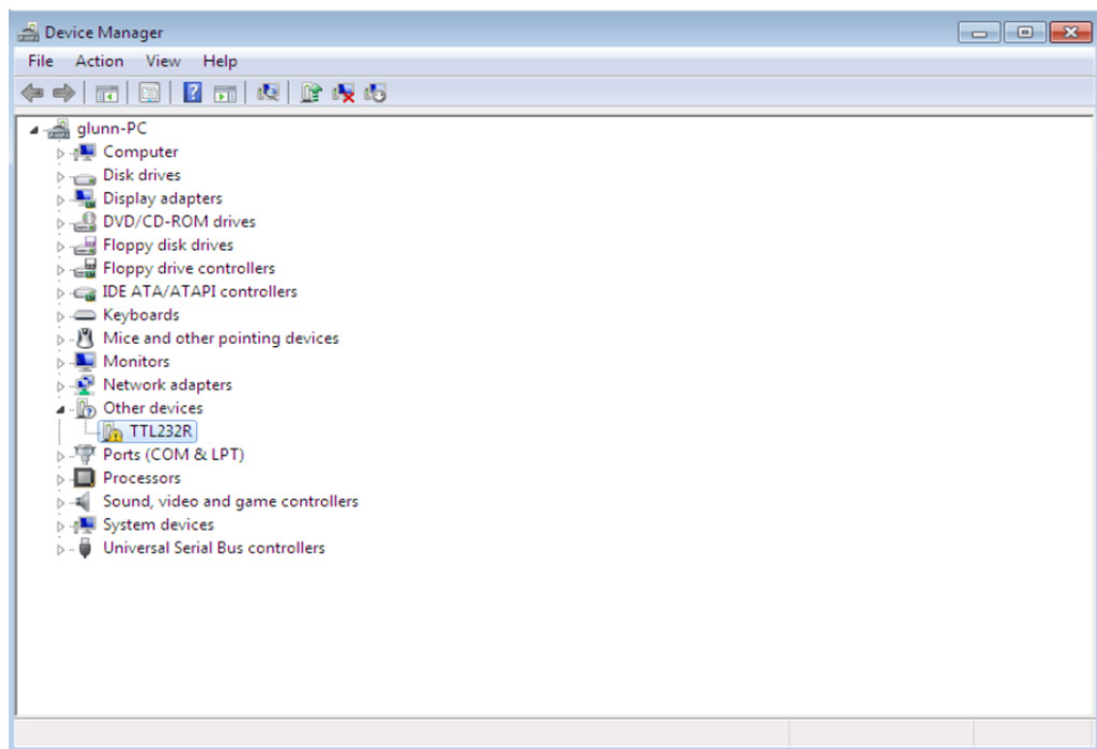 Device Manager
File Action View Help
glunn-PC
Computer
Disk drives
Display adapters
DVD/CD-ROM drives
Floppy disk drives
Floppy drive controllers
IDE ATA/ATAPI controllers
Keyboards
Mice and other pointing devices
Monitors
Network adapters
Other devices
TTL232R
Ports (COM & LPT)
Processors
Sound, video and game controllers
System devices
Universal Serial Bus controllers